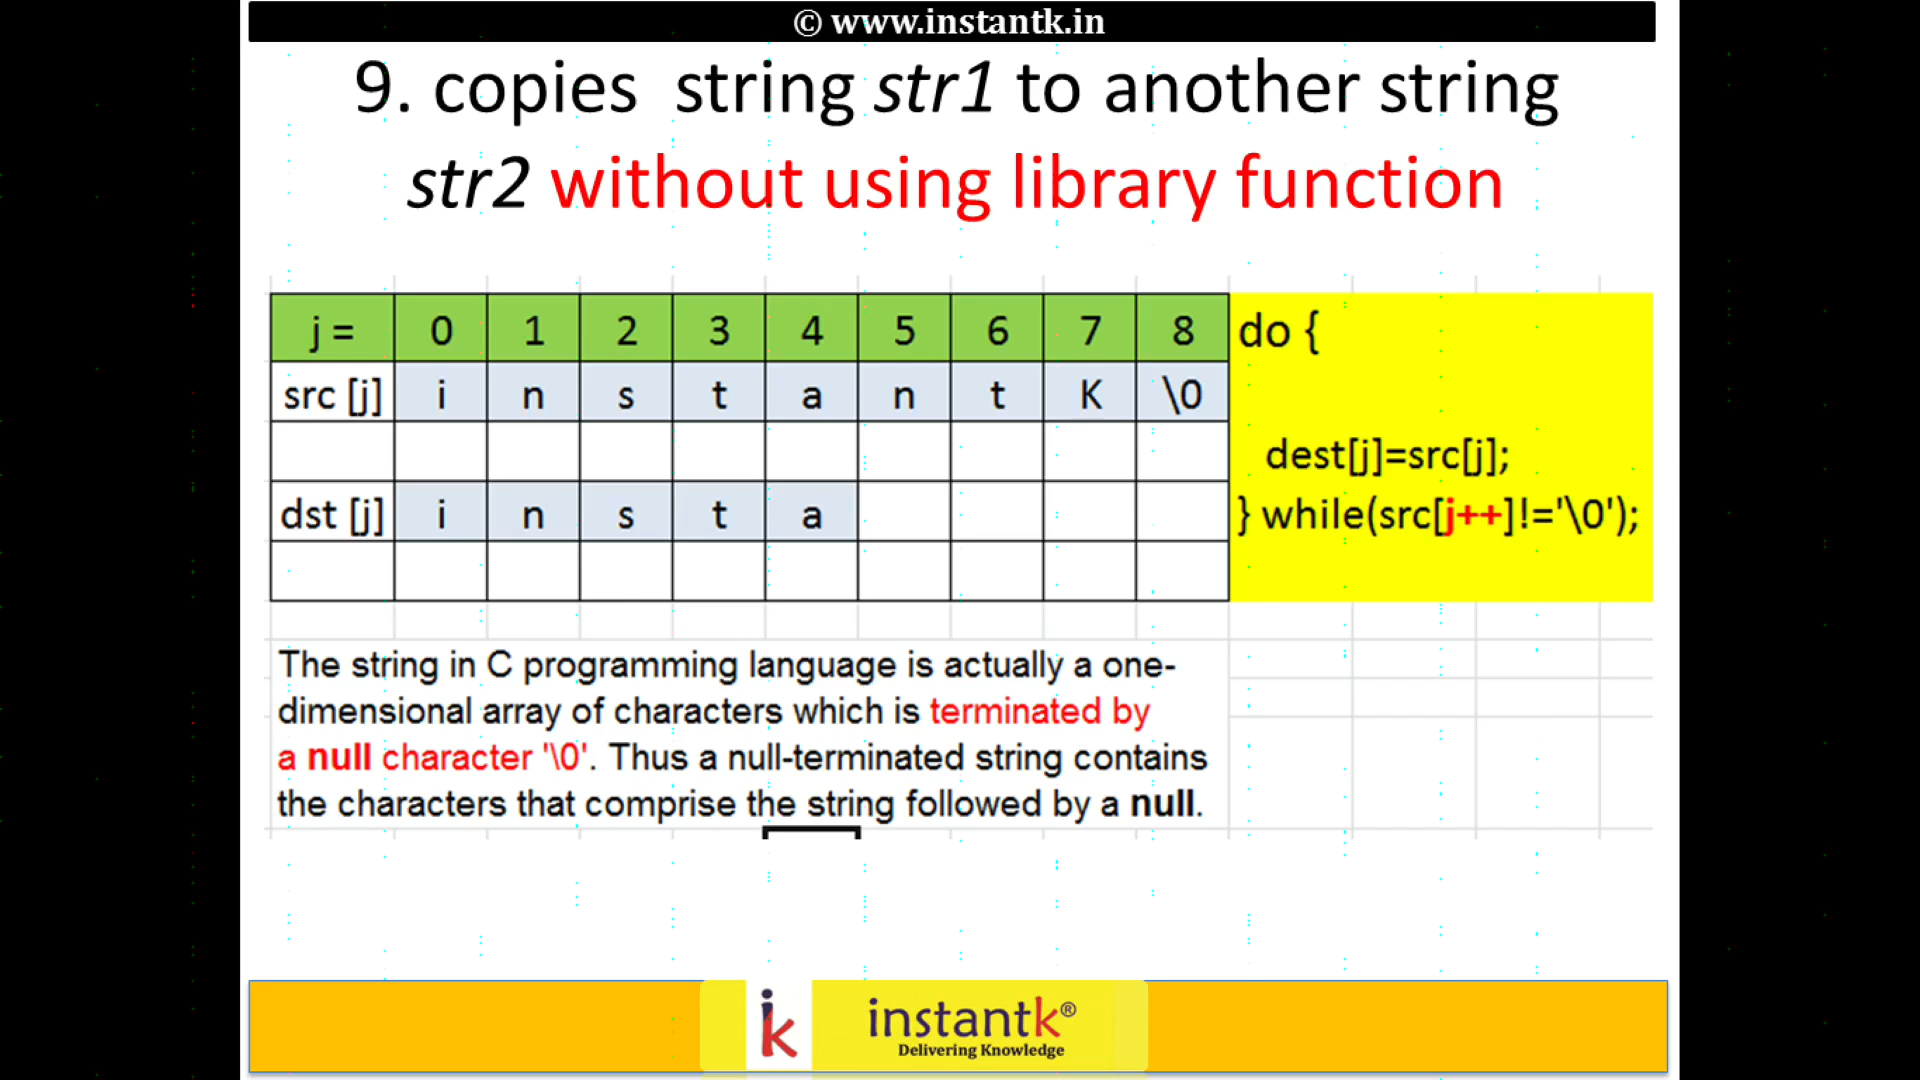 © www.instantk.in
9. copies string str1 to another string
str2 without using library function
j = 0 1 2 3 4 5 6 7 8
src [j] i n s t a n t K \0
dst [j] i n s t a
do {
dest[j]=src[j];
} while(src[j++]!='\0');
The string in C programming language is actually a one-
dimensional array of characters which is terminated by
a null character '\0'. Thus a null-terminated string contains
the characters that comprise the string followed by a null.
ik
instantk®
Delivering Knowledge